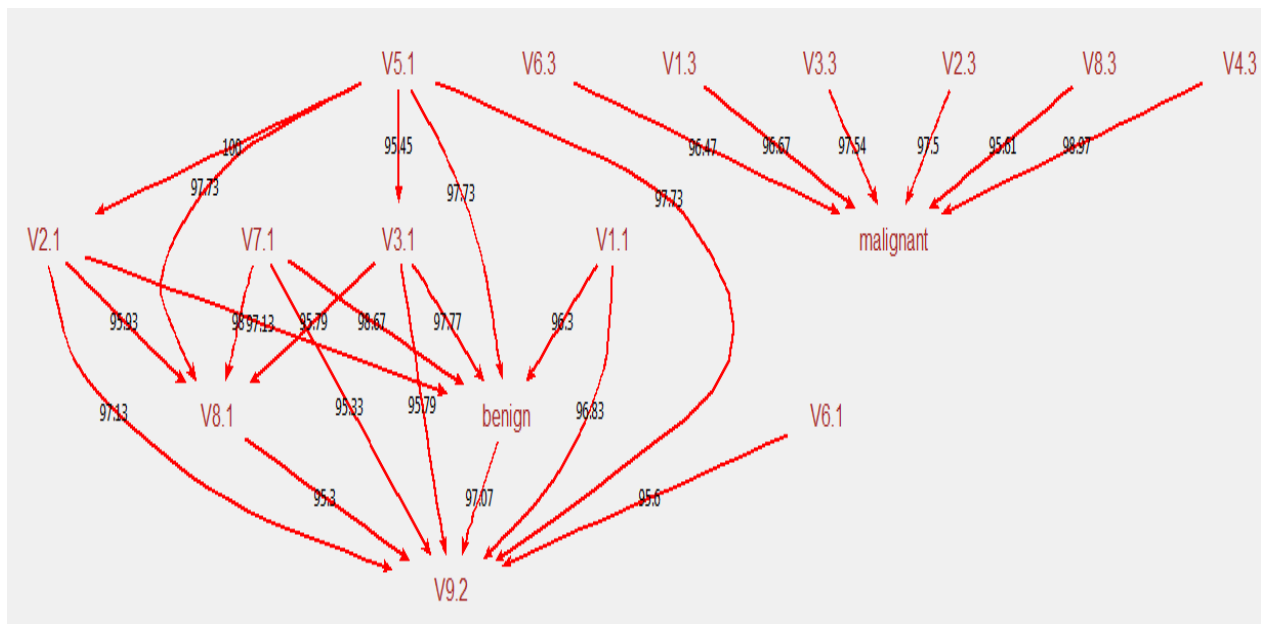 V5.1 V6.3 V1.3 V3.3 V2.3 V8.3 V4.3
100 95.45 96.47 96.67 97.54 97.5 95.61 98.97
97.73 97.73 97.73
V2.1 V7.1 V3.1 V1.1 malignant
95.93 98 97.13 95.79 98.67 97.77 96.3
97.13 V8.1 95.33 95.79 benign 96.83 V6.1
95.3 97.07 95.6
V9.2